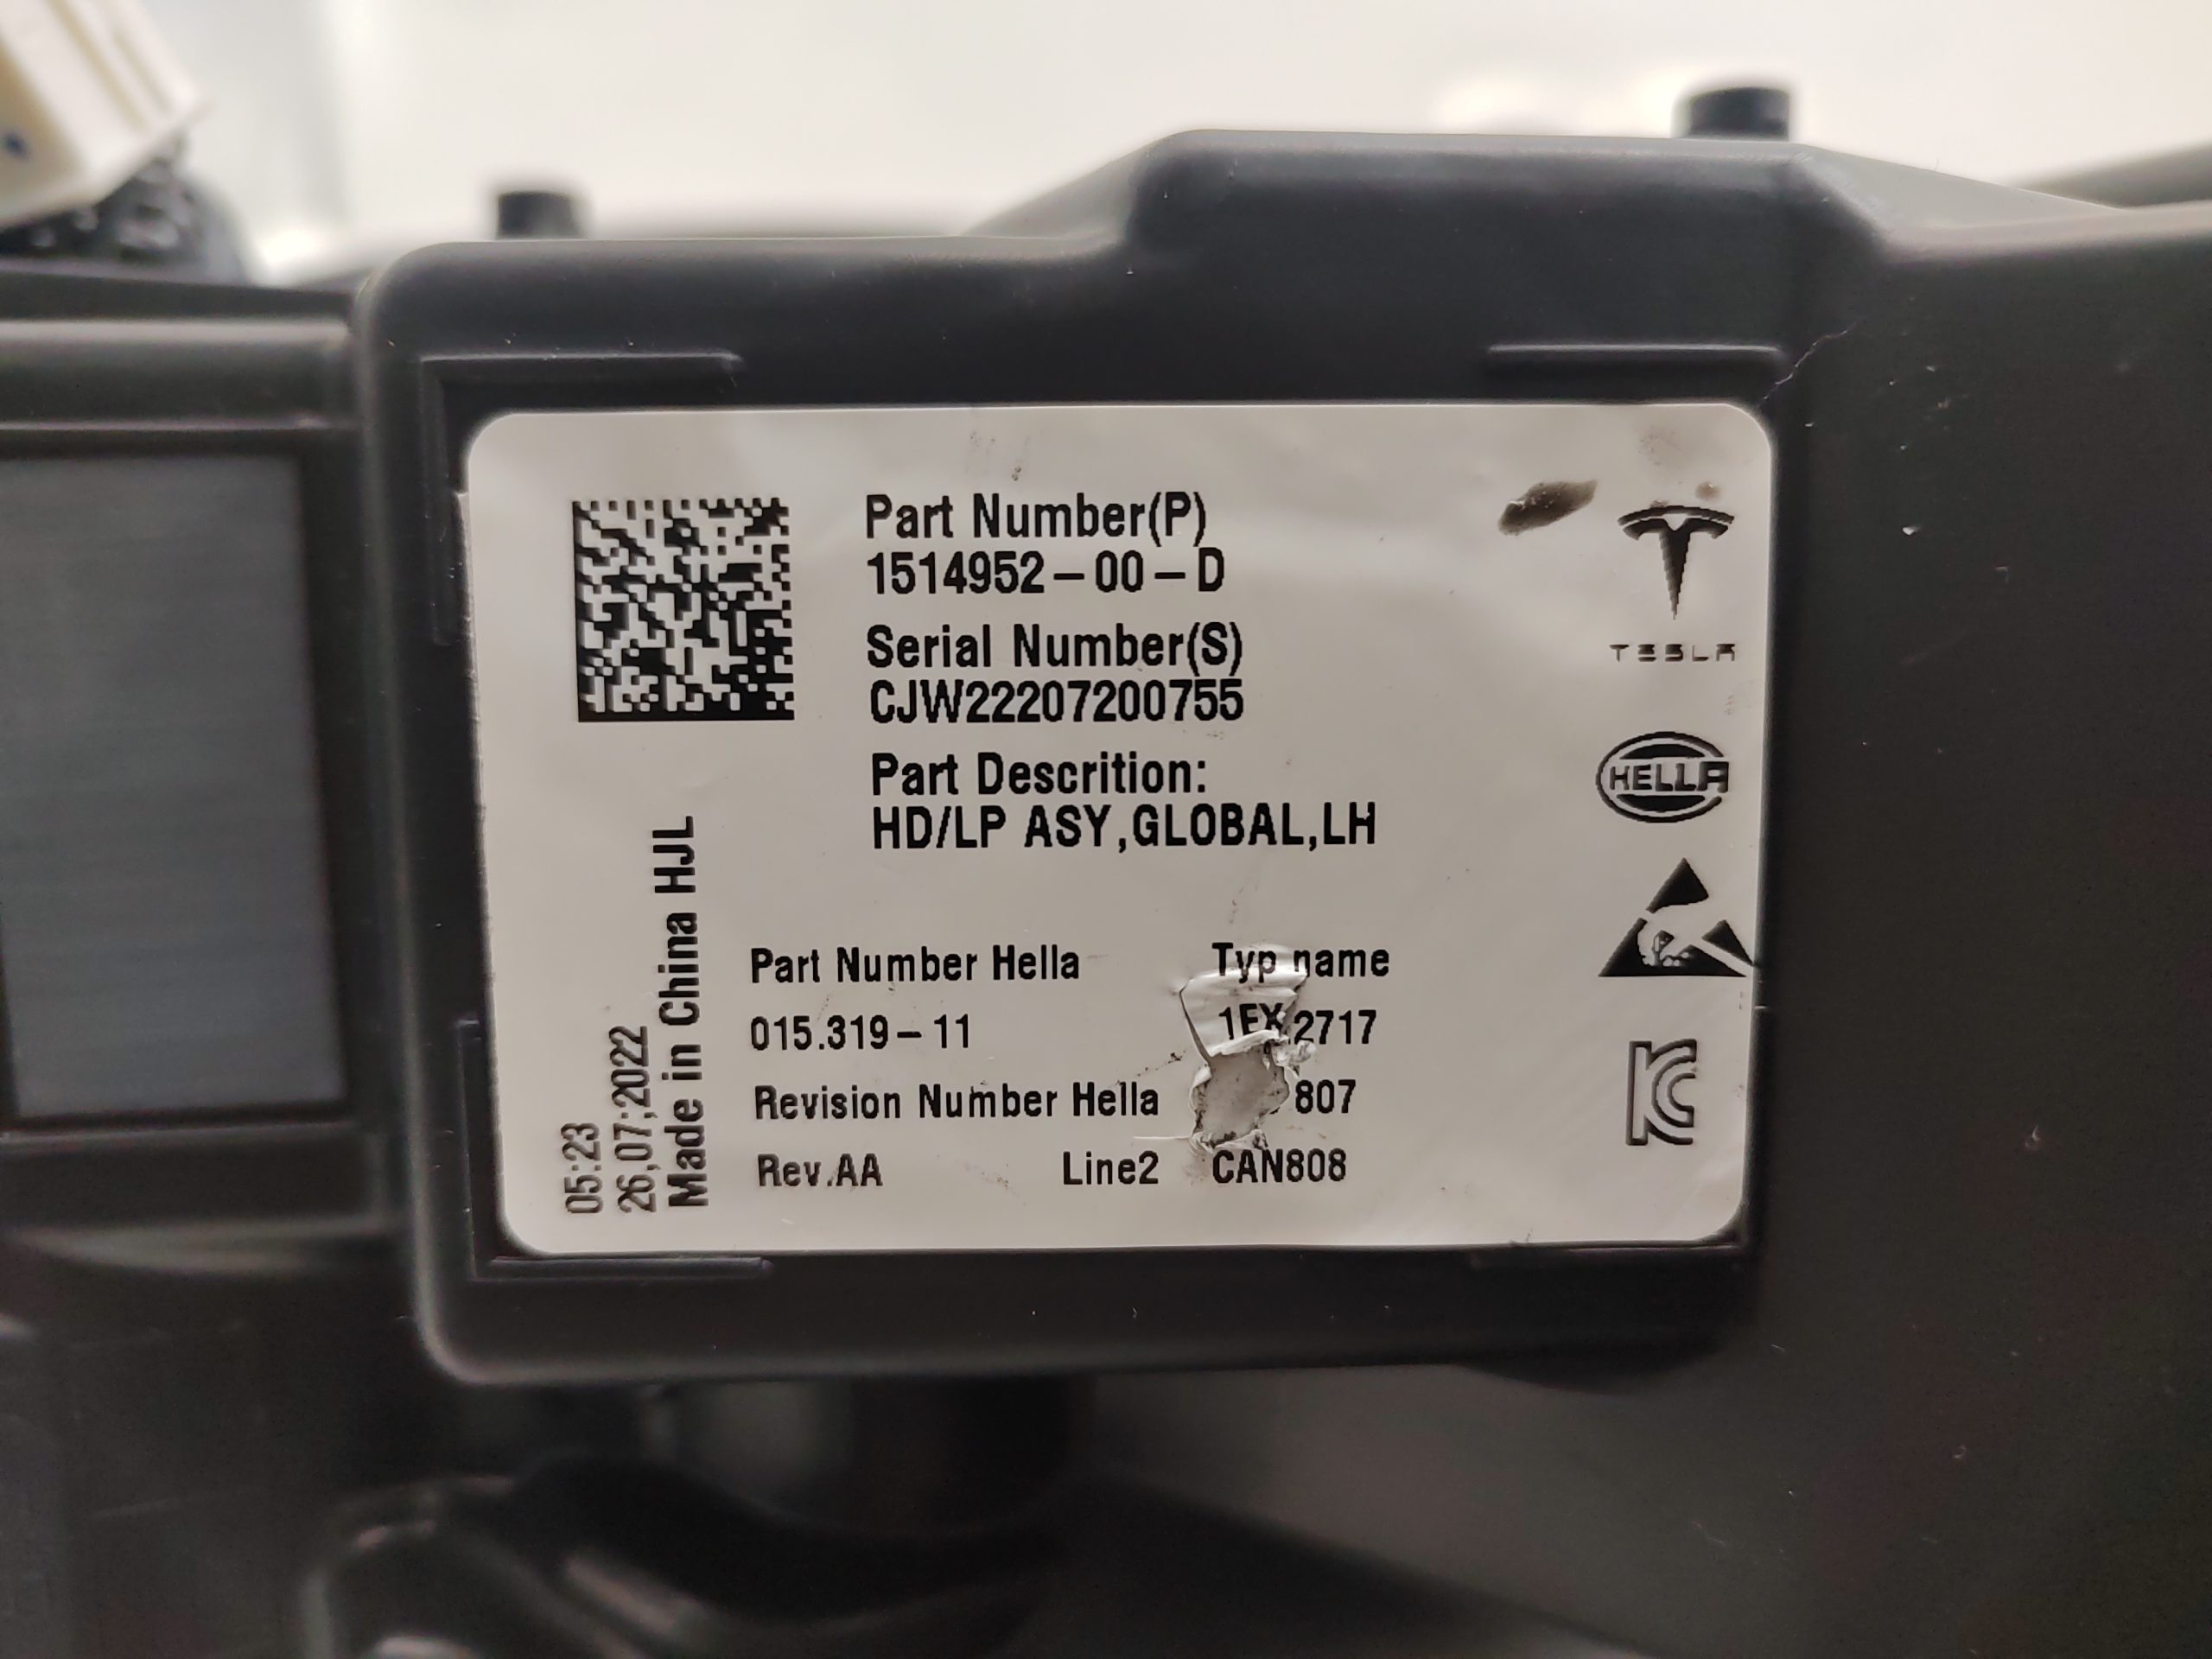 Part Number(P)
1514952-00-D
Serial Number(S)
CJW22207200755
Part Descrition:
HD/LP ASY,GLOBAL,LH
Part Number Hella
Typ name
015.319-11
2717
Revision Number Hella
807
Rev.AA
Line2
CAN808
05:23
26,07;2022
Made in China HJL
TESLA
HELLA